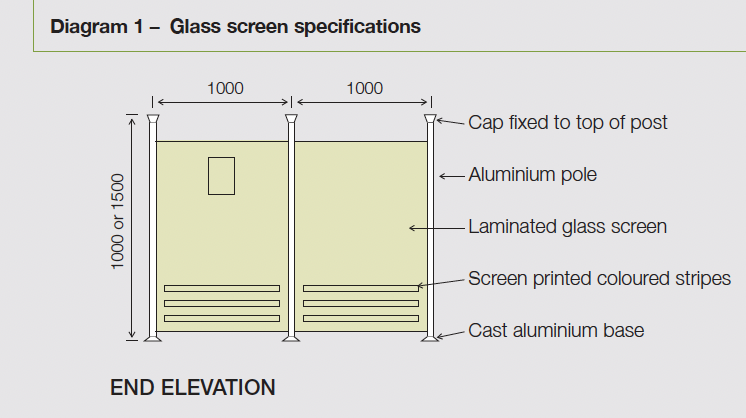 Diagram 1 – Glass screen specifications
1000
1000
Cap fixed to top of post
Aluminium pole
1000 or 1500
Laminated glass screen
Screen printed coloured stripes
Cast aluminium base
END ELEVATION